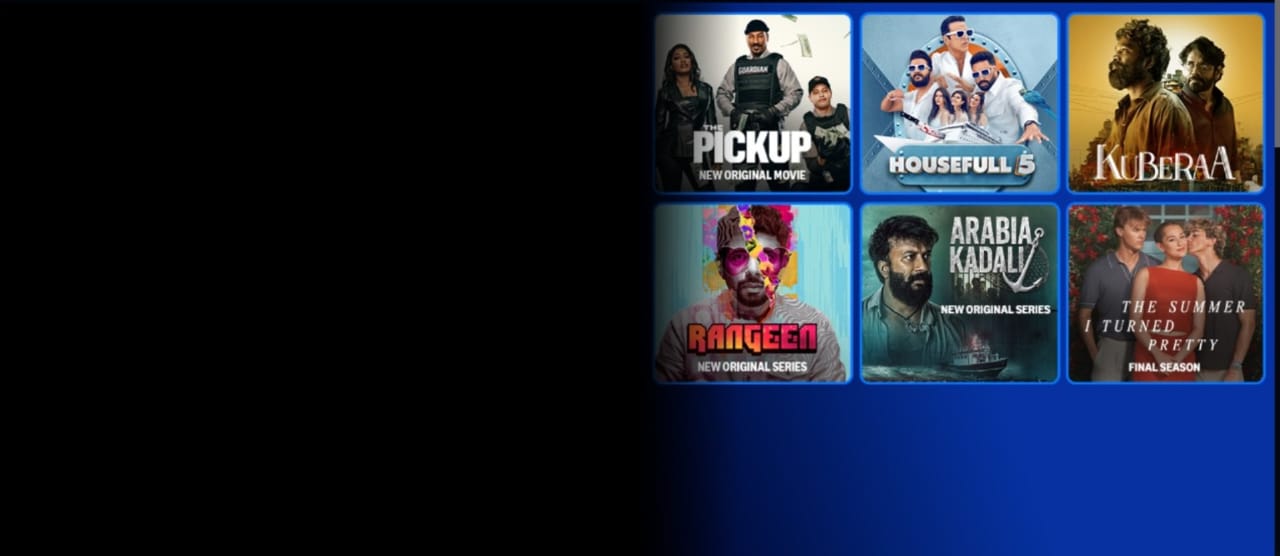 GUARDIAN
THE
PICKUP
NEW ORIGINAL MOVIE
HOUSEFULL 5
KUBERAA
RANGEEN
NEW ORIGINAL SERIES
ARABIA
KADALI
NEW ORIGINAL SERIES
THE SUMMER
I TURNED
PRETTY
FINAL SEASON